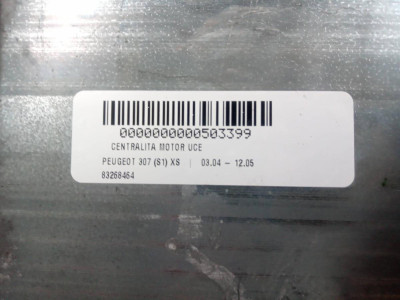 0000000000503399
CENTRALITA MOTOR UCE
PEUGEOT 307 (S1) XS | 03.04 – 12.05
83268464